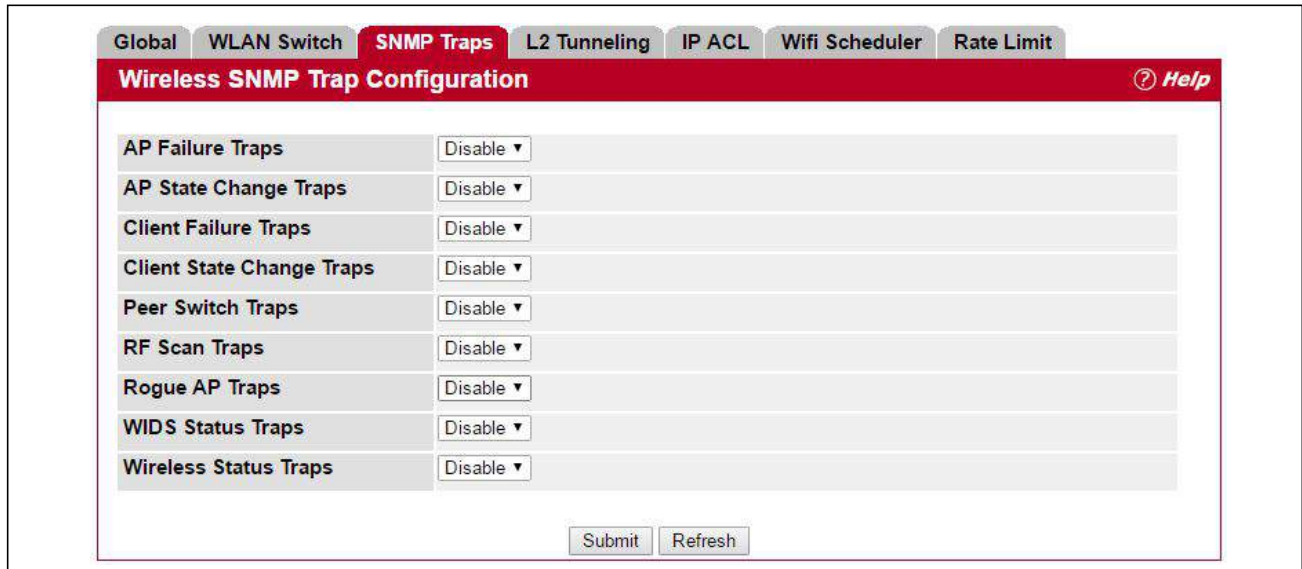 Global WLAN Switch SNMP Traps L2 Tunneling IP ACL Wifi Scheduler Rate Limit
Wireless SNMP Trap Configuration ? Help
AP Failure Traps Disable
AP State Change Traps Disable
Client Failure Traps Disable
Client State Change Traps Disable
Peer Switch Traps Disable
RF Scan Traps Disable
Rogue AP Traps Disable
WIDS Status Traps Disable
Wireless Status Traps Disable
Submit Refresh